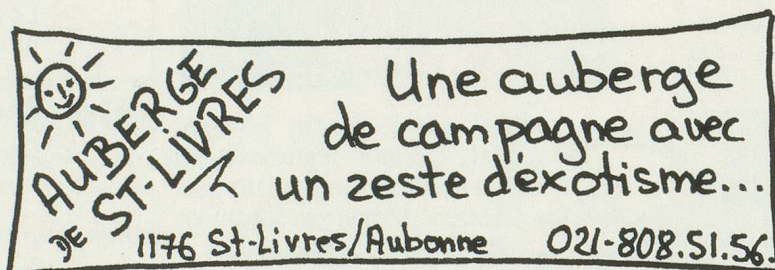 AUBERGE
DE ST-LIVRES
Une auberge
de campagne avec
un zeste d'exotisme...
1176 St-Livres/Aubonne 021-808.51.56.